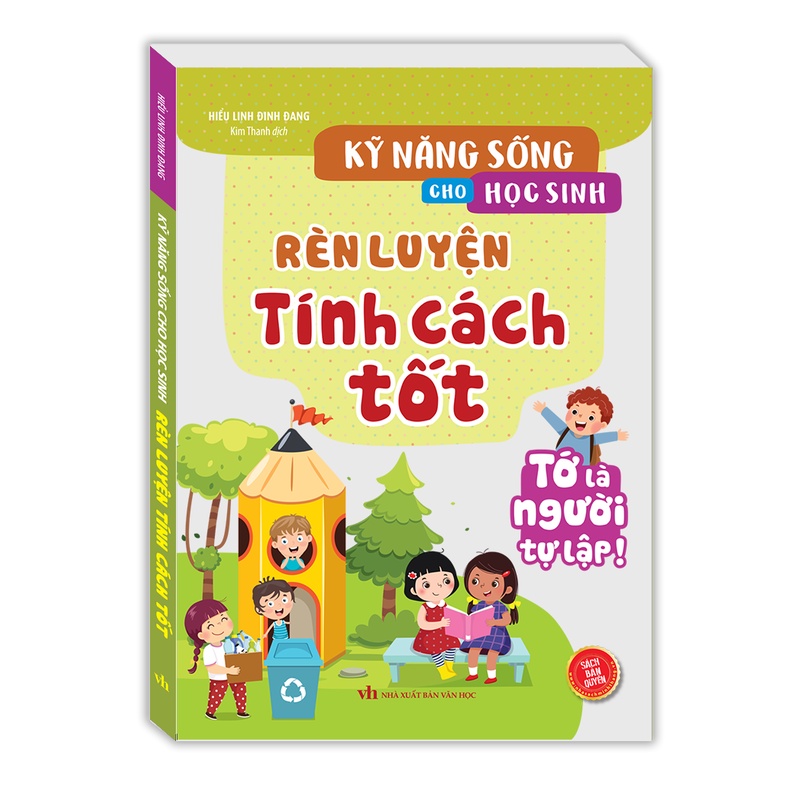 HIỂU LINH ĐINH ĐANG
Kim Thanh dịch
KỸ NĂNG SỐNG
CHO HỌC SINH
RÈN LUYỆN
Tính cách
tốt
Tớ là
người
tự lập!
SÁCH
BẢN QUYỀN
vh NHÀ XUẤT BẢN VĂN HỌC
HIỂU LINH ĐINH ĐANG
KỸ NĂNG SỐNG CHO HỌC SINH RÈN LUYỆN TÍNH CÁCH TỐT
vh